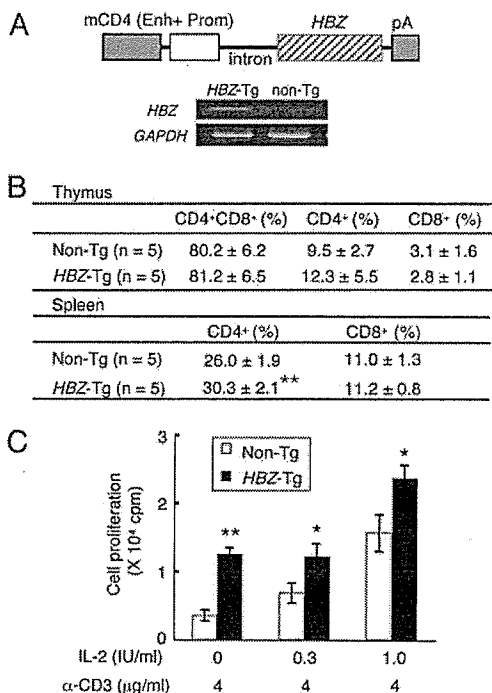 A
mCD4 (Enh+ Prom) HBZ pA
intron
HBZ-Tg non-Tg
HBZ
GAPDH
B
Thymus
CD4+CD8+ (%) CD4+ (%) CD8+ (%)
Non-Tg (n = 5) 80.2 ± 6.2 9.5 ± 2.7 3.1 ± 1.6
HBZ-Tg (n = 5) 81.2 ± 6.5 12.3 ± 5.5 2.8 ± 1.1
Spleen
CD4+ (%) CD8+ (%)
Non-Tg (n = 5) 26.0 ± 1.9 11.0 ± 1.3
HBZ-Tg (n = 5) 30.3 ± 2.1** 11.2 ± 0.8
C
Cell proliferation
(X 10⁴ cpm)
3
2
1
0
Non-Tg
HBZ-Tg
** * *
IL-2 (IU/ml) 0 0.3 1.0
α-CD3 (μg/ml) 4 4 4